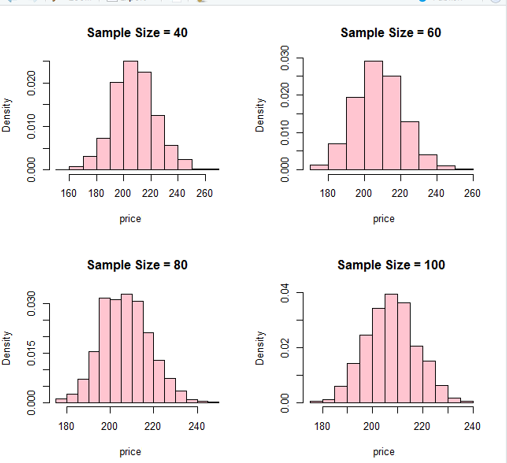 Sample Size = 40
Density
0.000 0.010 0.020
160 180 200 220 240 260
price
Sample Size = 60
Density
0.000 0.010 0.020 0.030
180 200 220 240 260
price
Sample Size = 80
Density
0.000 0.015 0.030
180 200 220 240
price
Sample Size = 100
Density
0.00 0.02 0.04
180 200 220 240
price